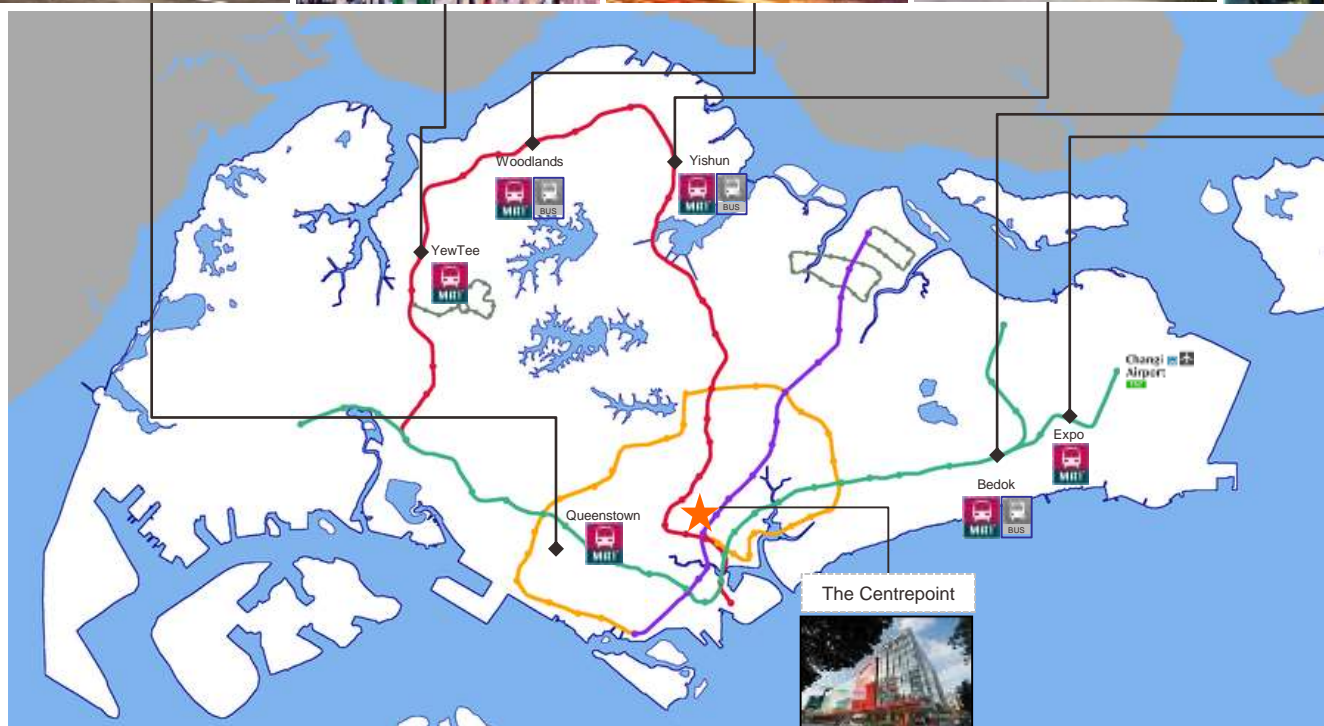 Woodlands
MRT
BUS
Yishun
MRT
BUS
YewTee
MRT
Changi
Airport
Expo
MRT
Bedok
MRT
BUS
Queenstown
MRT
The Centrepoint